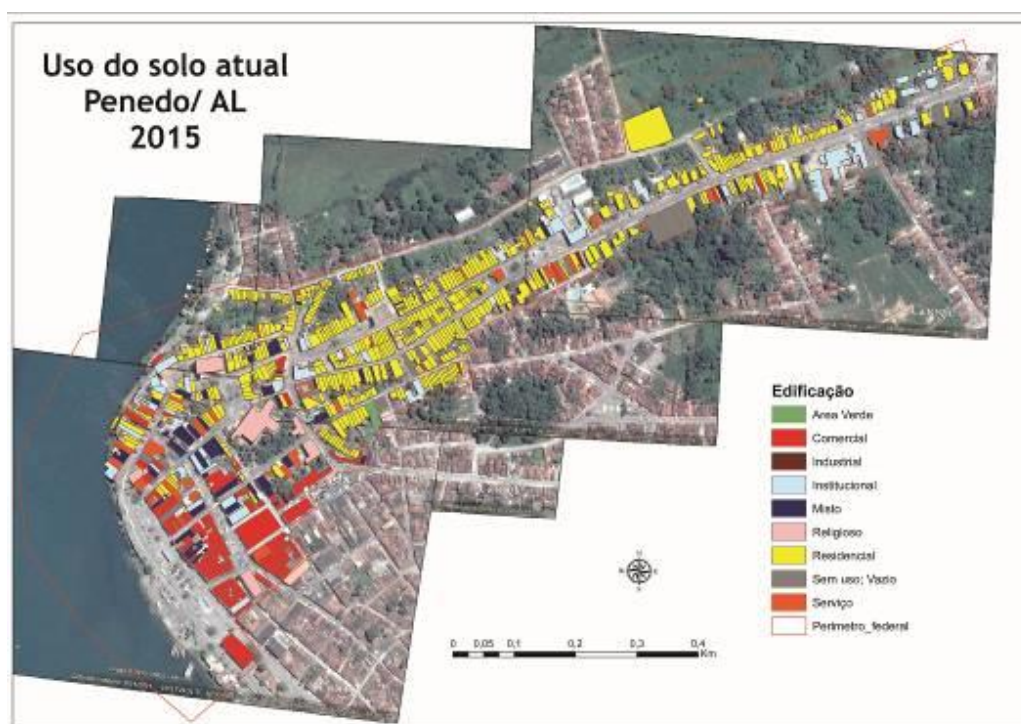 Uso do solo atual
Penedo/ AL
2015
Edificação
Area Verde
Comercial
Industrial
Institucional
Misto
Religioso
Residencial
Sem uso; Vazio
Serviço
Perimetro_federal
0 0,05 0,1 0,2 0,3 0,4
Km